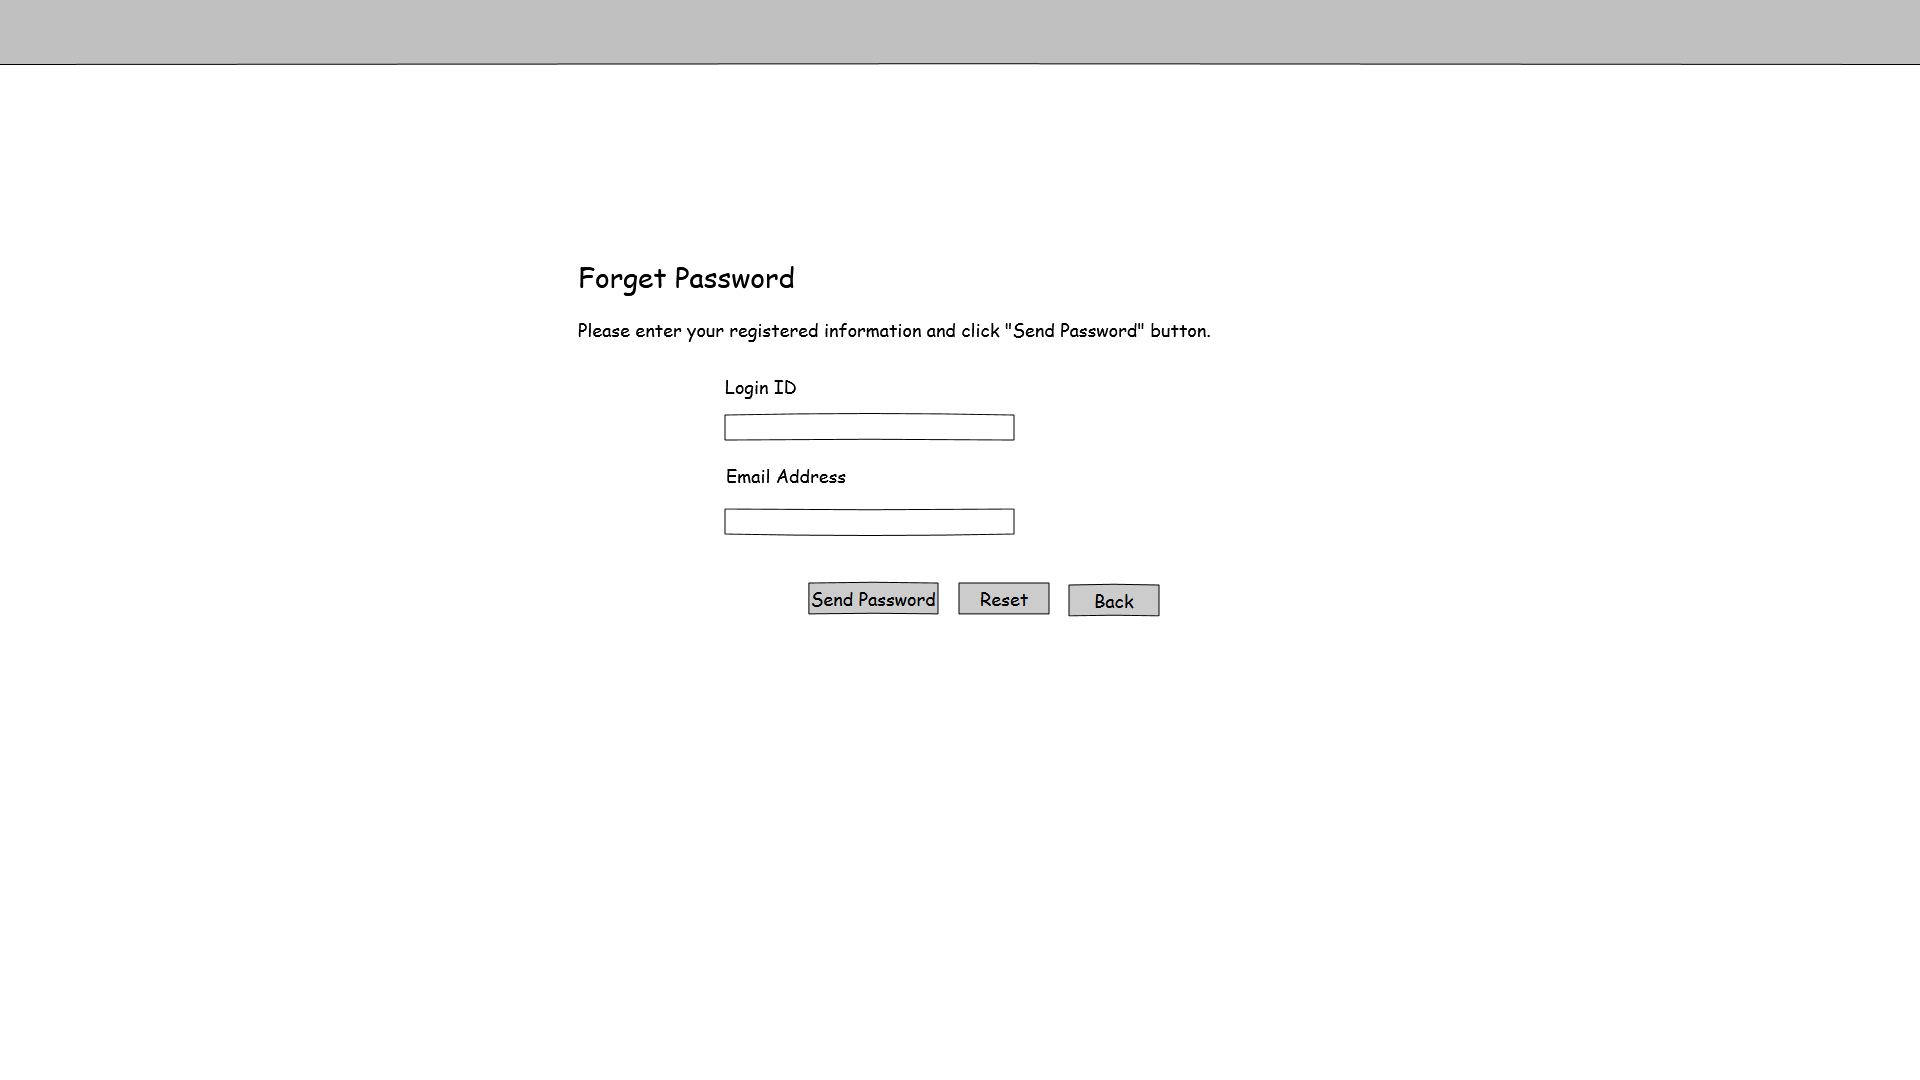 Forget Password
Please enter your registered information and click "Send Password" button.
Login ID
Email Address
Send Password Reset Back